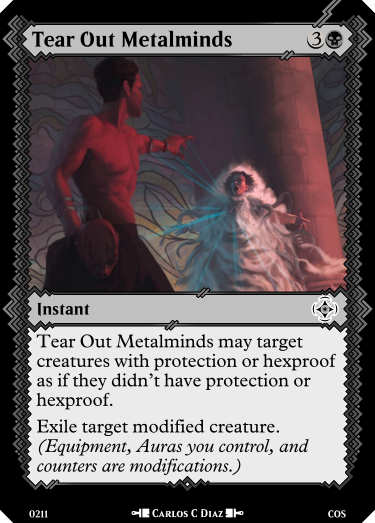 Tear Out Metalminds 3
Instant
Tear Out Metalminds may target
creatures with protection or hexproof
as if they didn't have protection or
hexproof.
Exile target modified creature.
(Equipment, Auras you control, and
counters are modifications.)
0211 Carlos C Diaz COS